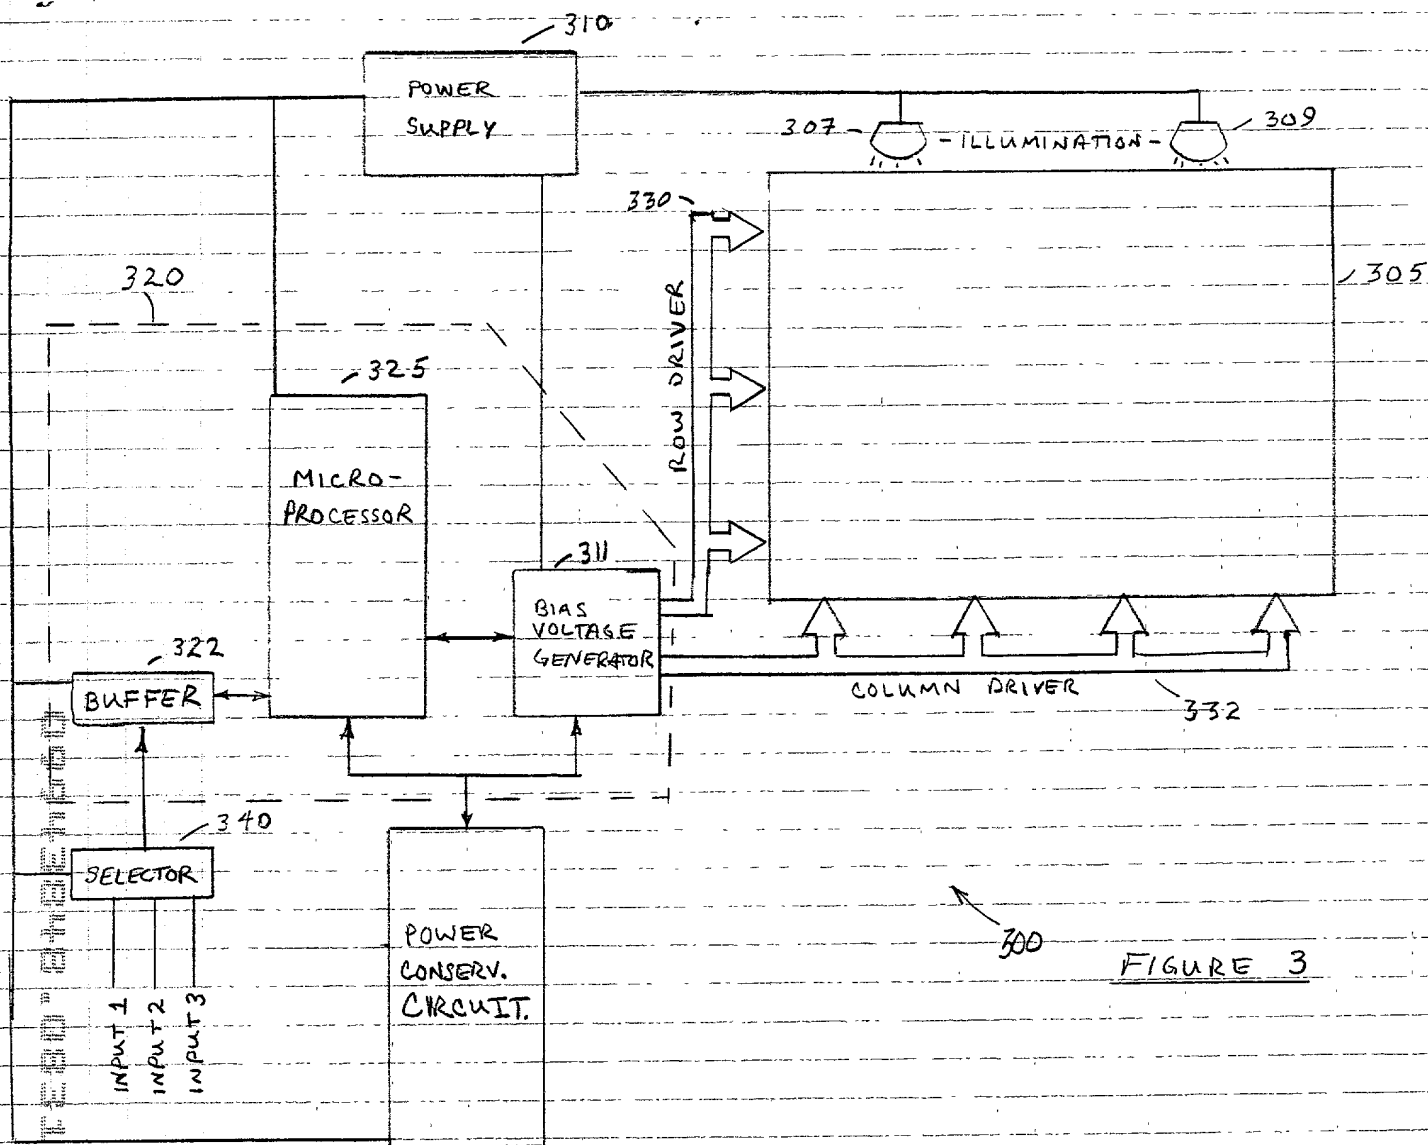 310
POWER
SUPPLY
307
- ILLUMINATION -
309
330
320
305
ROW DRIVER
325
MICRO-
PROCESSOR
311
BIAS
VOLTAGE
GENERATOR
322
BUFFER
COLUMN DRIVER
332
340
SELECTOR
POWER
CONSERV.
CIRCUIT.
300
FIGURE 3
INPUT 1
INPUT 2
INPUT 3